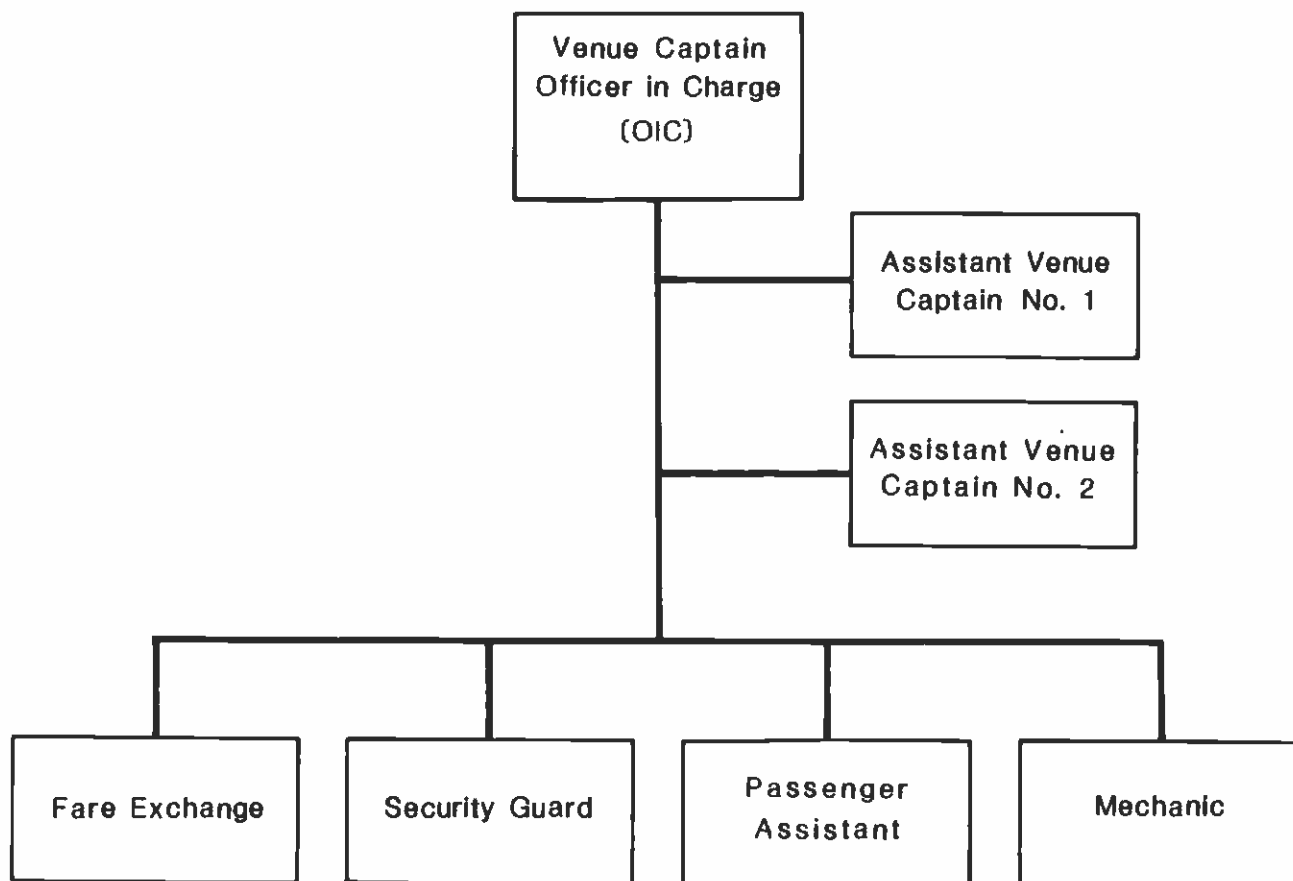 Venue Captain
Officer in Charge
(OIC)
Assistant Venue
Captain No. 1
Assistant Venue
Captain No. 2
Fare Exchange
Security Guard
Passenger
Assistant
Mechanic